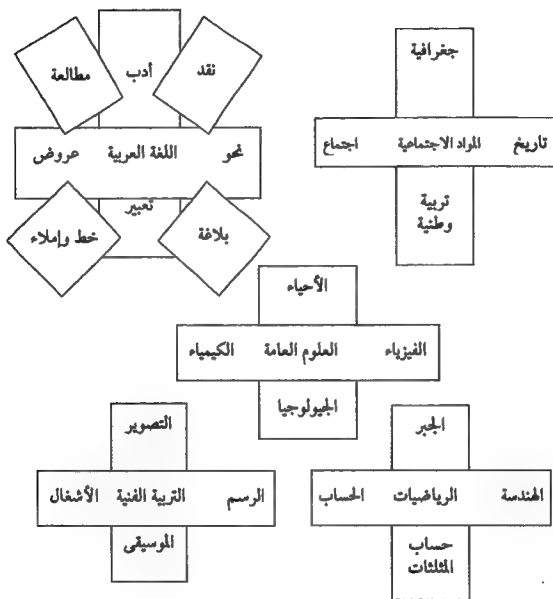 جغرافية
تاريخ المواد الاجتماعية اجتماع
تربية
وطنية
نقد أدب مطالعة
نحو اللغة العربية عروض
بلاغة تعبير خط وإملاء
الأحياء
الفيزياء العلوم العامة الكيمياء
الجيولوجيا
الجبر
الهندسة الرياضيات الحساب
حساب
المثلثات
التصوير
الرسم التربية الفنية الأشغال
الموسيقى